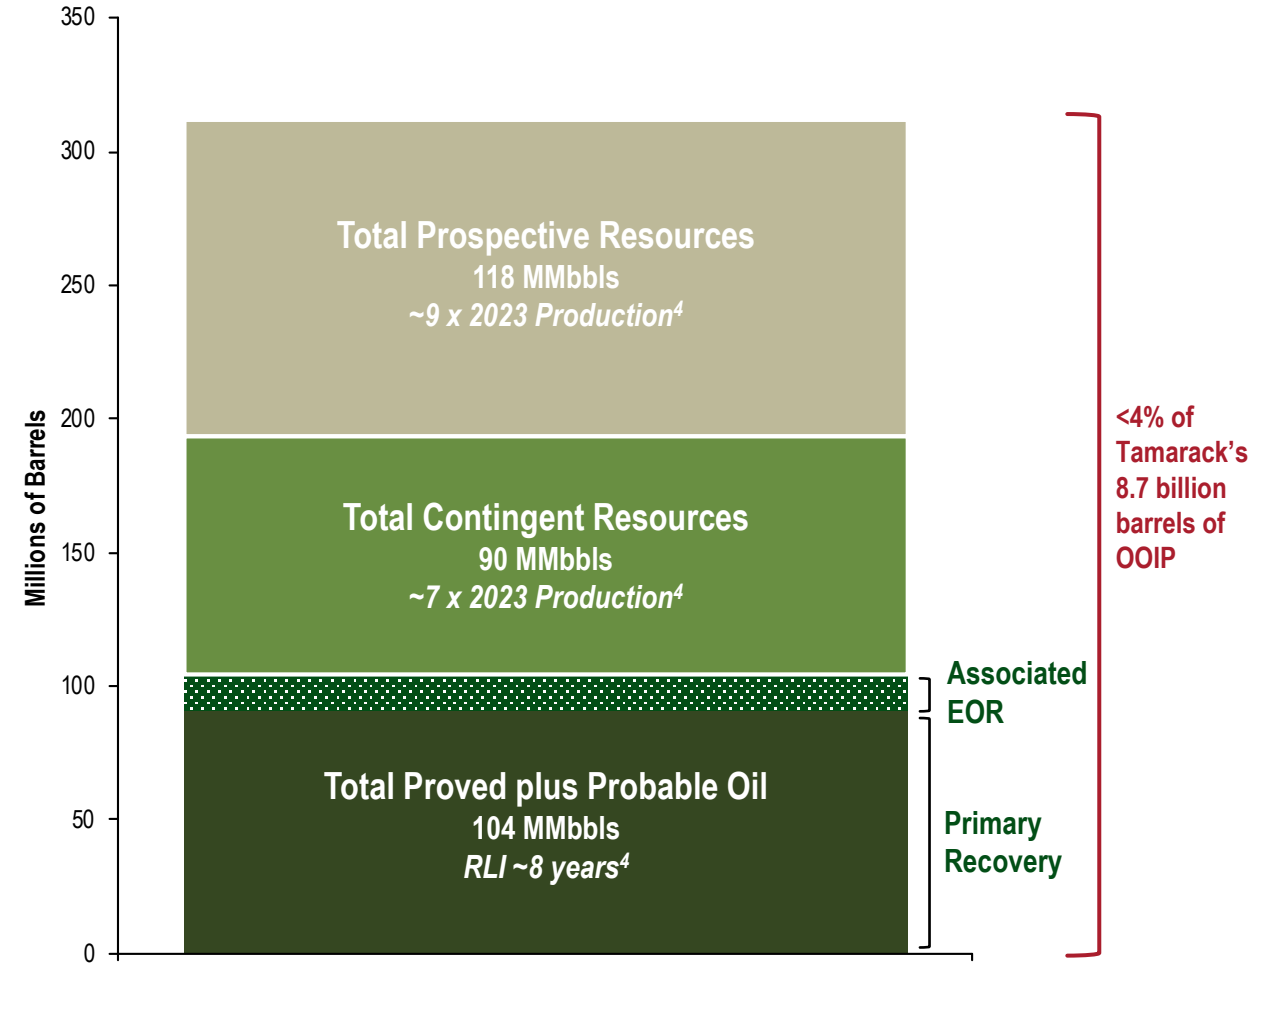 350
300
250
200
150
100
50
0
Millions of Barrels
Total Prospective Resources
118 MMbbls
~9 x 2023 Production⁴
Total Contingent Resources
90 MMbbls
~7 x 2023 Production⁴
Total Proved plus Probable Oil
104 MMbbls
RLI ~8 years⁴
Associated
EOR
Primary
Recovery
<4% of
Tamarack’s
8.7 billion
barrels of
OOIP